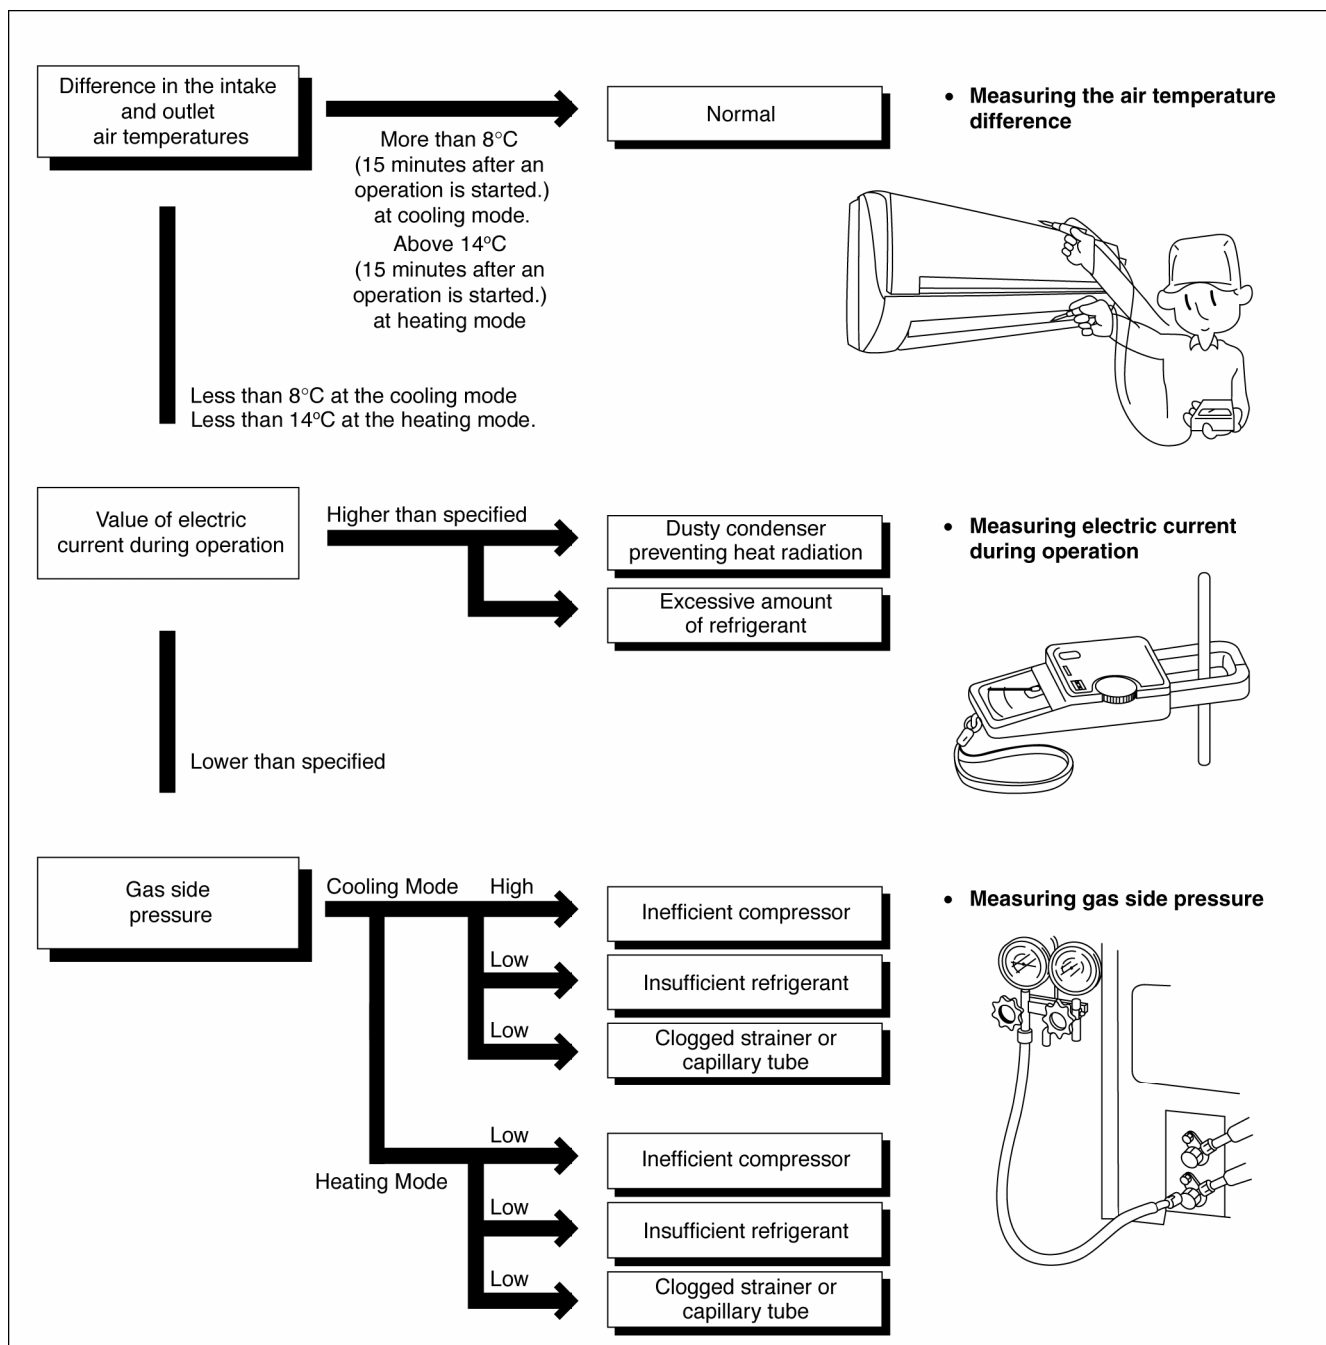 Difference in the intake
and outlet
air temperatures
More than 8°C
(15 minutes after an
operation is started.)
at cooling mode.
Above 14°C
(15 minutes after an
operation is started.)
at heating mode
Normal
• Measuring the air temperature
difference
Less than 8°C at the cooling mode
Less than 14°C at the heating mode.
Value of electric
current during operation
Higher than specified
Dusty condenser
preventing heat radiation
Excessive amount
of refrigerant
• Measuring electric current
during operation
Lower than specified
Gas side
pressure
Cooling Mode
High
Inefficient compressor
Low
Insufficient refrigerant
Low
Clogged strainer or
capillary tube
Heating Mode
Low
Inefficient compressor
Low
Insufficient refrigerant
Low
Clogged strainer or
capillary tube
• Measuring gas side pressure